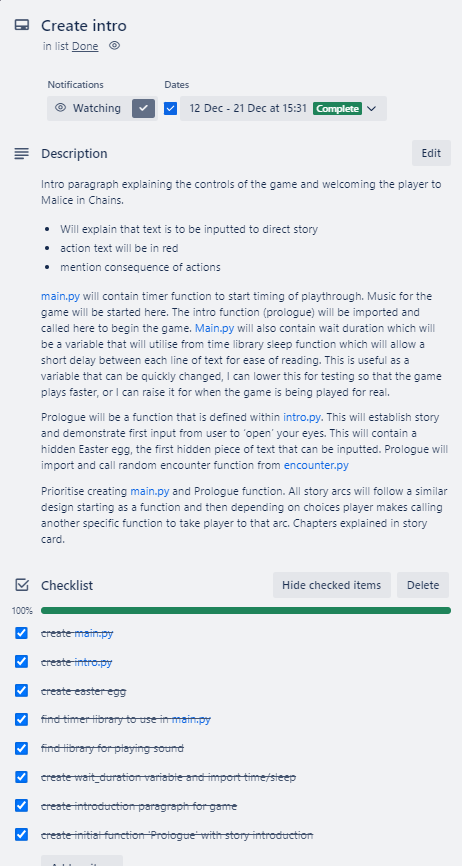 Create intro
in list Done
Notifications
Dates
Watching
12 Dec - 21 Dec at 15:31 Complete
Description
Edit
Intro paragraph explaining the controls of the game and welcoming the player to
Malice in Chains.
• Will explain that text is to be inputted to direct story
• action text will be in red
• mention consequence of actions
main.py will contain timer function to start timing of playthrough. Music for the
game will be started here. The intro function (prologue) will be imported and
called here to begin the game. Main.py will also contain wait duration which will
be a variable that will utilise from time library sleep function which will allow a
short delay between each line of text for ease of reading. This is useful as a
variable that can be quickly changed, I can lower this for testing so that the game
plays faster, or I can raise it for when the game is being played for real.
Prologue will be a function that is defined within intro.py. This will establish story
and demonstrate first input from user to 'open' your eyes. This will contain a
hidden Easter egg, the first hidden piece of text that can be inputted. Prologue will
import and call random encounter function from encounter.py
Prioritise creating main.py and Prologue function. All story arcs will follow a similar
design starting as a function and then depending on choices player makes calling
another specific function to take player to that arc. Chapters explained in story
card.
Checklist
Hide checked items
Delete
100%
create main.py
create intro.py
create easter egg
find timer library to use in main.py
find library for playing sound
create wait_duration variable and import time/sleep
create introduction paragraph for game
create initial function 'Prologue' with story introduction